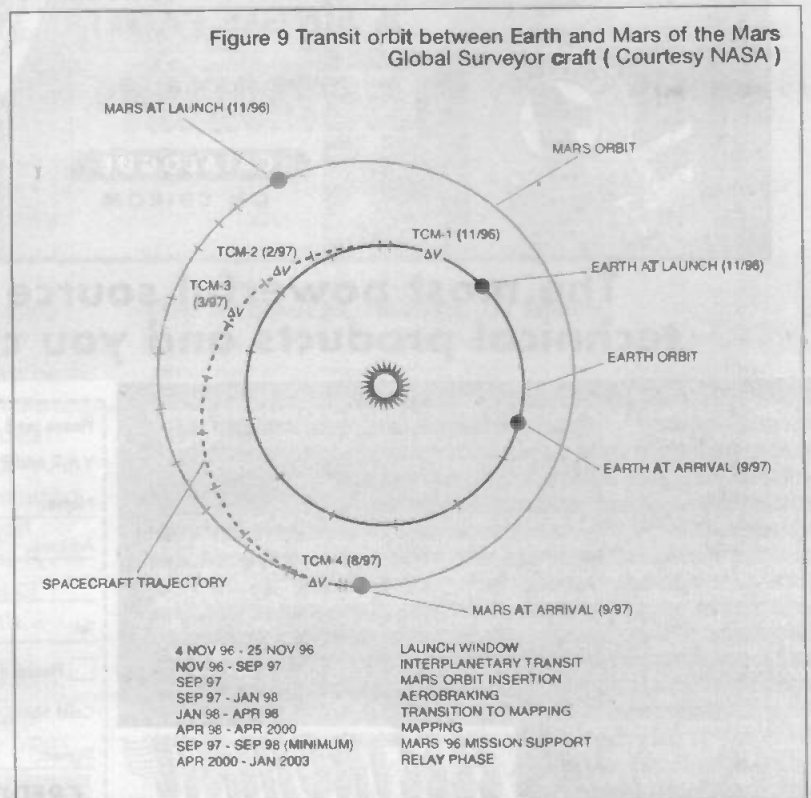 Figure 9 Transit orbit between Earth and Mars of the Mars
Global Surveyor craft ( Courtesy NASA )
MARS AT LAUNCH (11/96)
MARS ORBIT
TCM-1 (11/96)
ΔV
TCM-2 (2/97)
ΔV
EARTH AT LAUNCH (11/96)
TCM-3
(3/97)
ΔV
EARTH ORBIT
EARTH AT ARRIVAL (9/97)
TCM-4 (8/97)
ΔV
SPACECRAFT TRAJECTORY
MARS AT ARRIVAL (9/97)
4 NOV 96 - 25 NOV 96 LAUNCH WINDOW
NOV 96 - SEP 97 INTERPLANETARY TRANSIT
SEP 97 MARS ORBIT INSERTION
SEP 97 - JAN 98 AEROBRAKING
JAN 98 - APR 98 TRANSITION TO MAPPING
APR 98 - APR 2000 MAPPING
SEP 97 - SEP 98 (MINIMUM) MARS '96 MISSION SUPPORT
APR 2000 - JAN 2003 RELAY PHASE